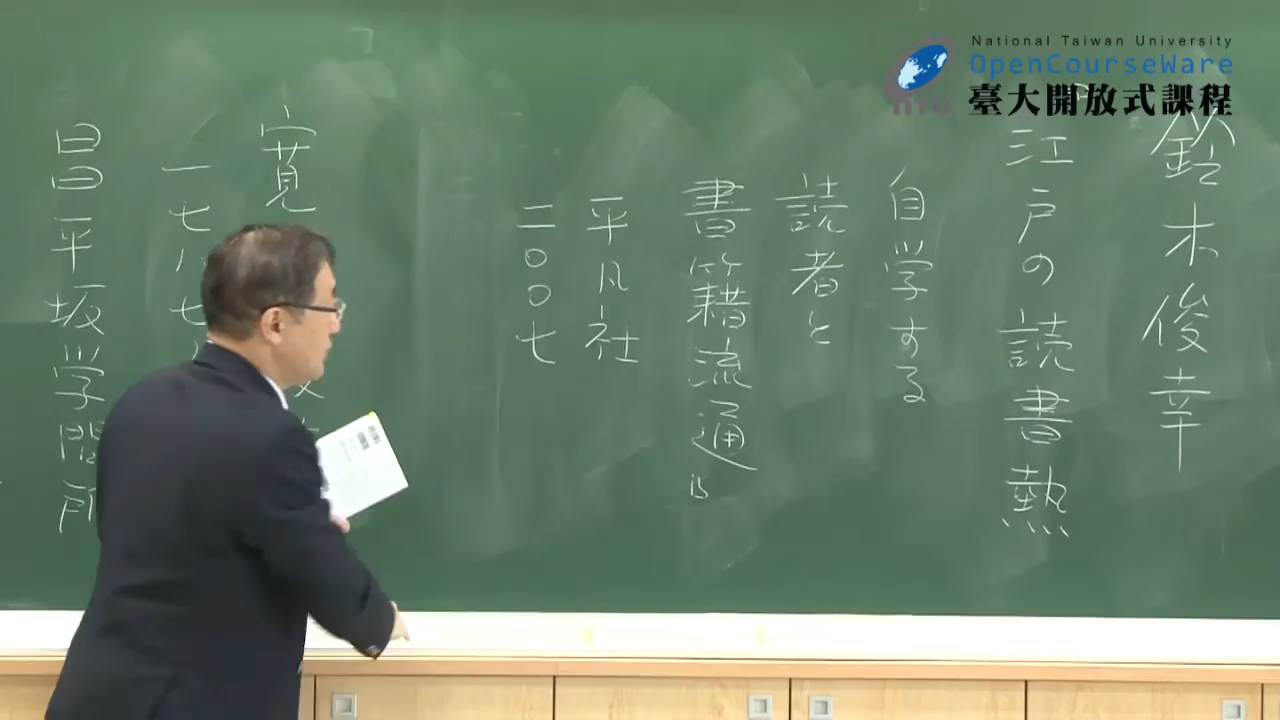 National Taiwan University
OpenCourseWare
臺大開放式課程
鈴木俊幸
江戸の読書熱
自学する
読者と
書籍流通
平凡社
二〇〇七
寛
一七八七
昌平坂学問所